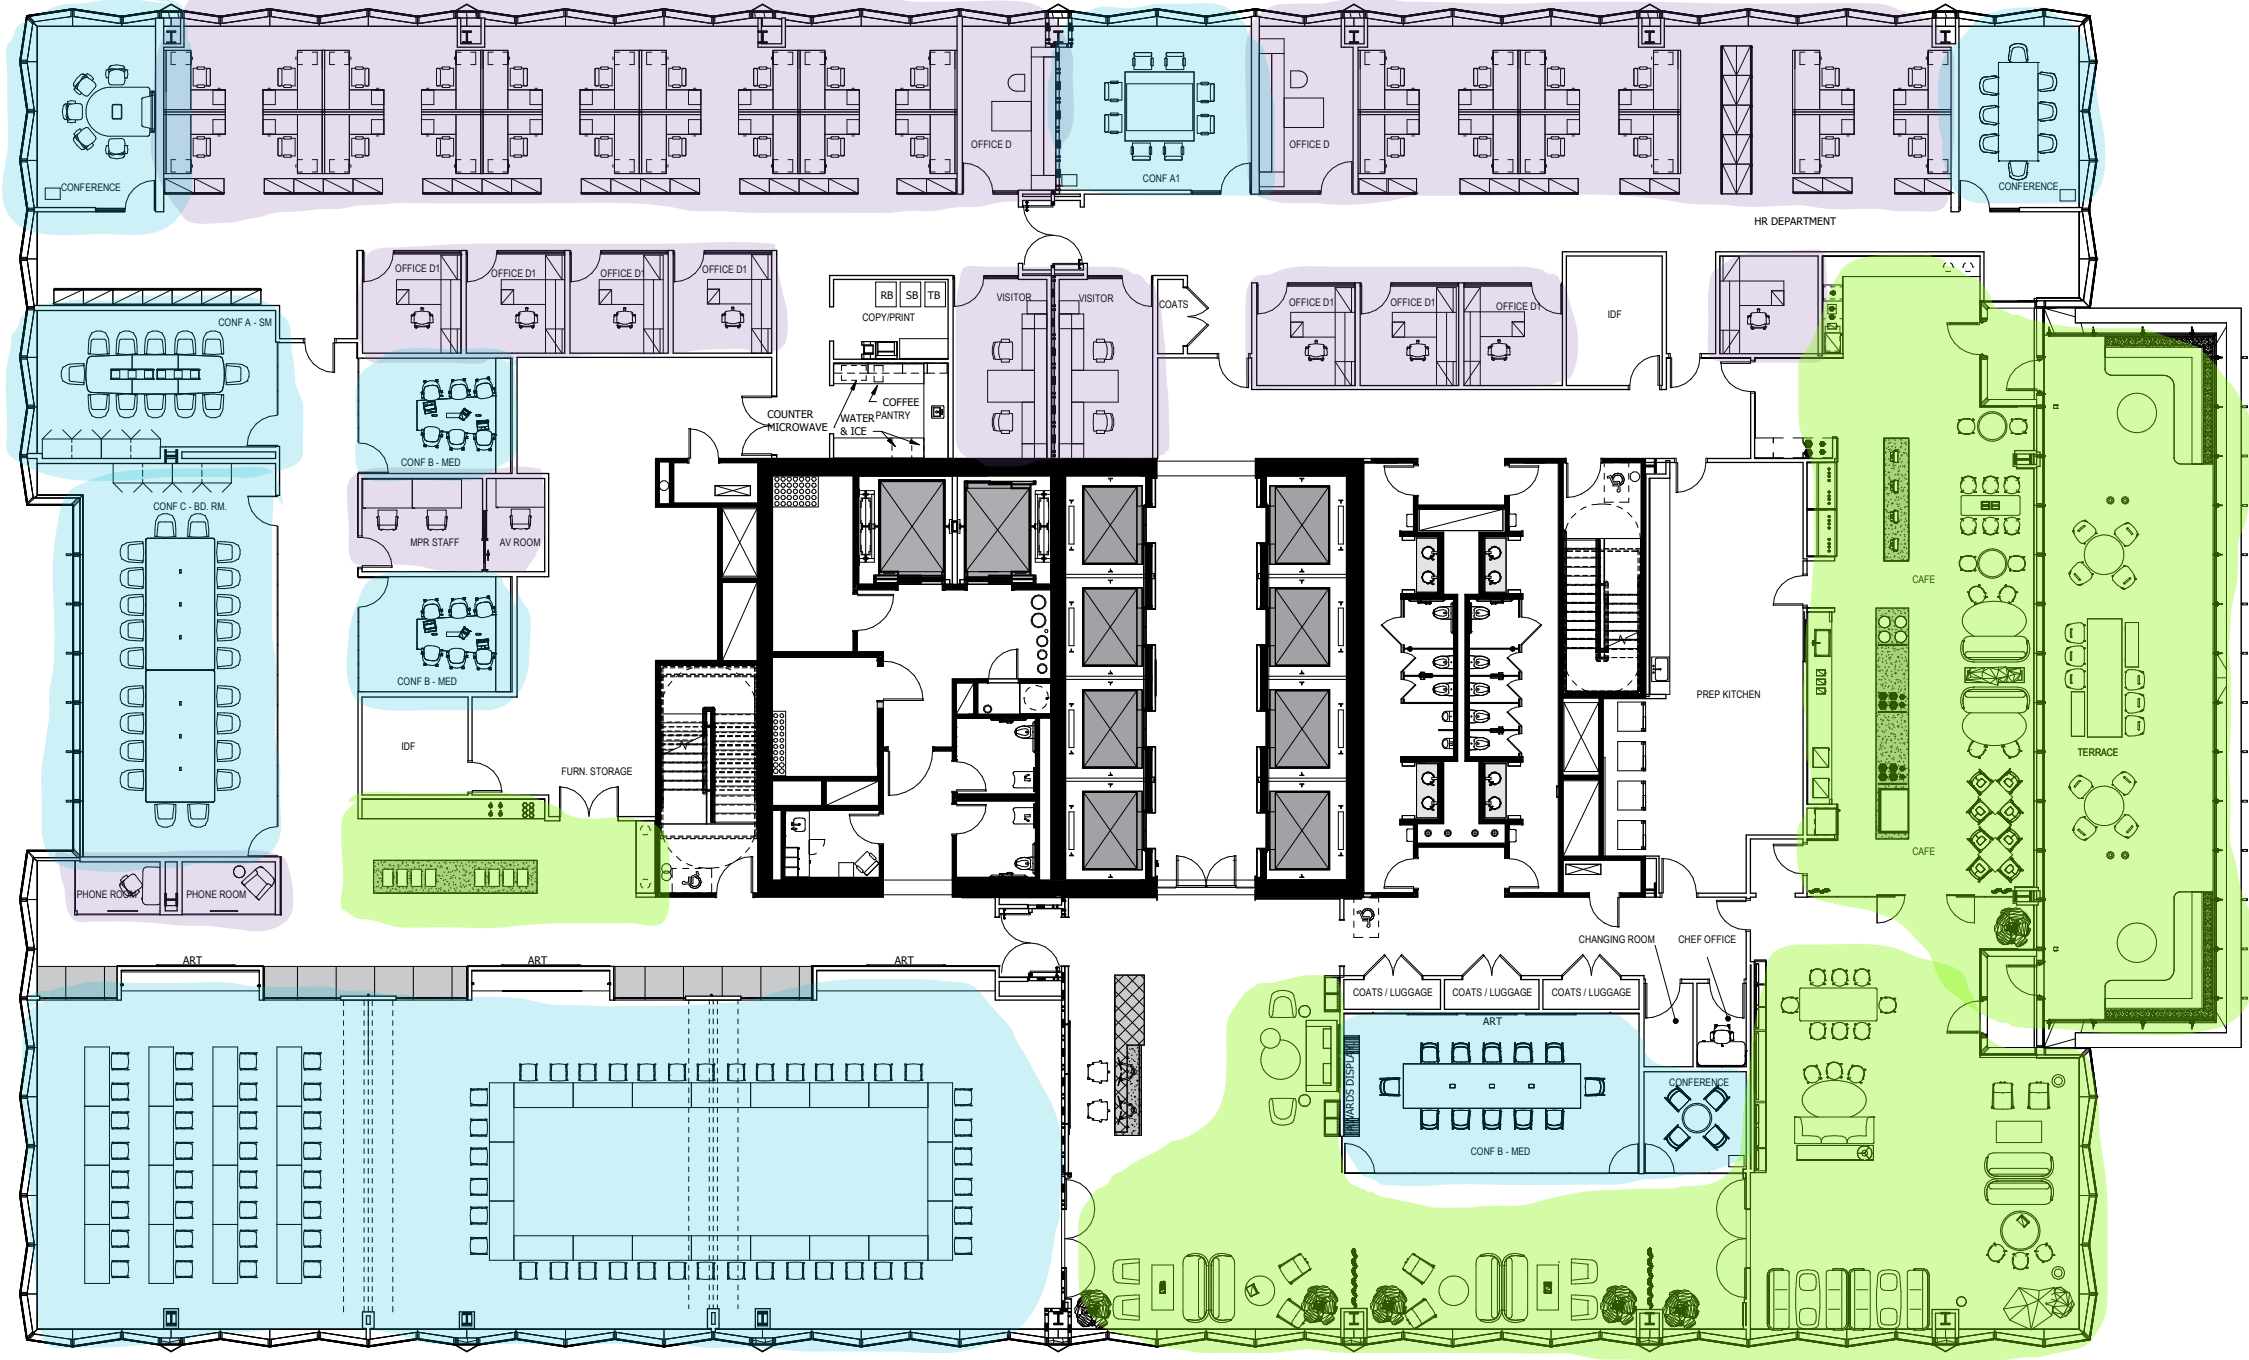 OFFICE D
CONF A1
OFFICE D
CONFERENCE
CONFERENCE
HR DEPARTMENT
OFFICE D1
OFFICE D1
OFFICE D1
OFFICE D1
RB
SB
TB
COPY/PRINT
VISITOR
VISITOR
COATS
OFFICE D1
OFFICE D1
OFFICE D1
IDF
CONF A - SM
COUNTER
MICROWAVE
WATER
& ICE
COFFEE
PANTRY
CONF B - MED
CONF C - BD. RM.
MPR STAFF
AV ROOM
CONF B - MED
IDF
FURN. STORAGE
PREP KITCHEN
CAFE
TERRACE
CAFE
PHONE ROOM
PHONE ROOM
ART
ART
ART
CHANGING ROOM
CHEF OFFICE
COATS / LUGGAGE
COATS / LUGGAGE
COATS / LUGGAGE
ART
AWARDS DISPLAY
CONFERENCE
CONF B - MED